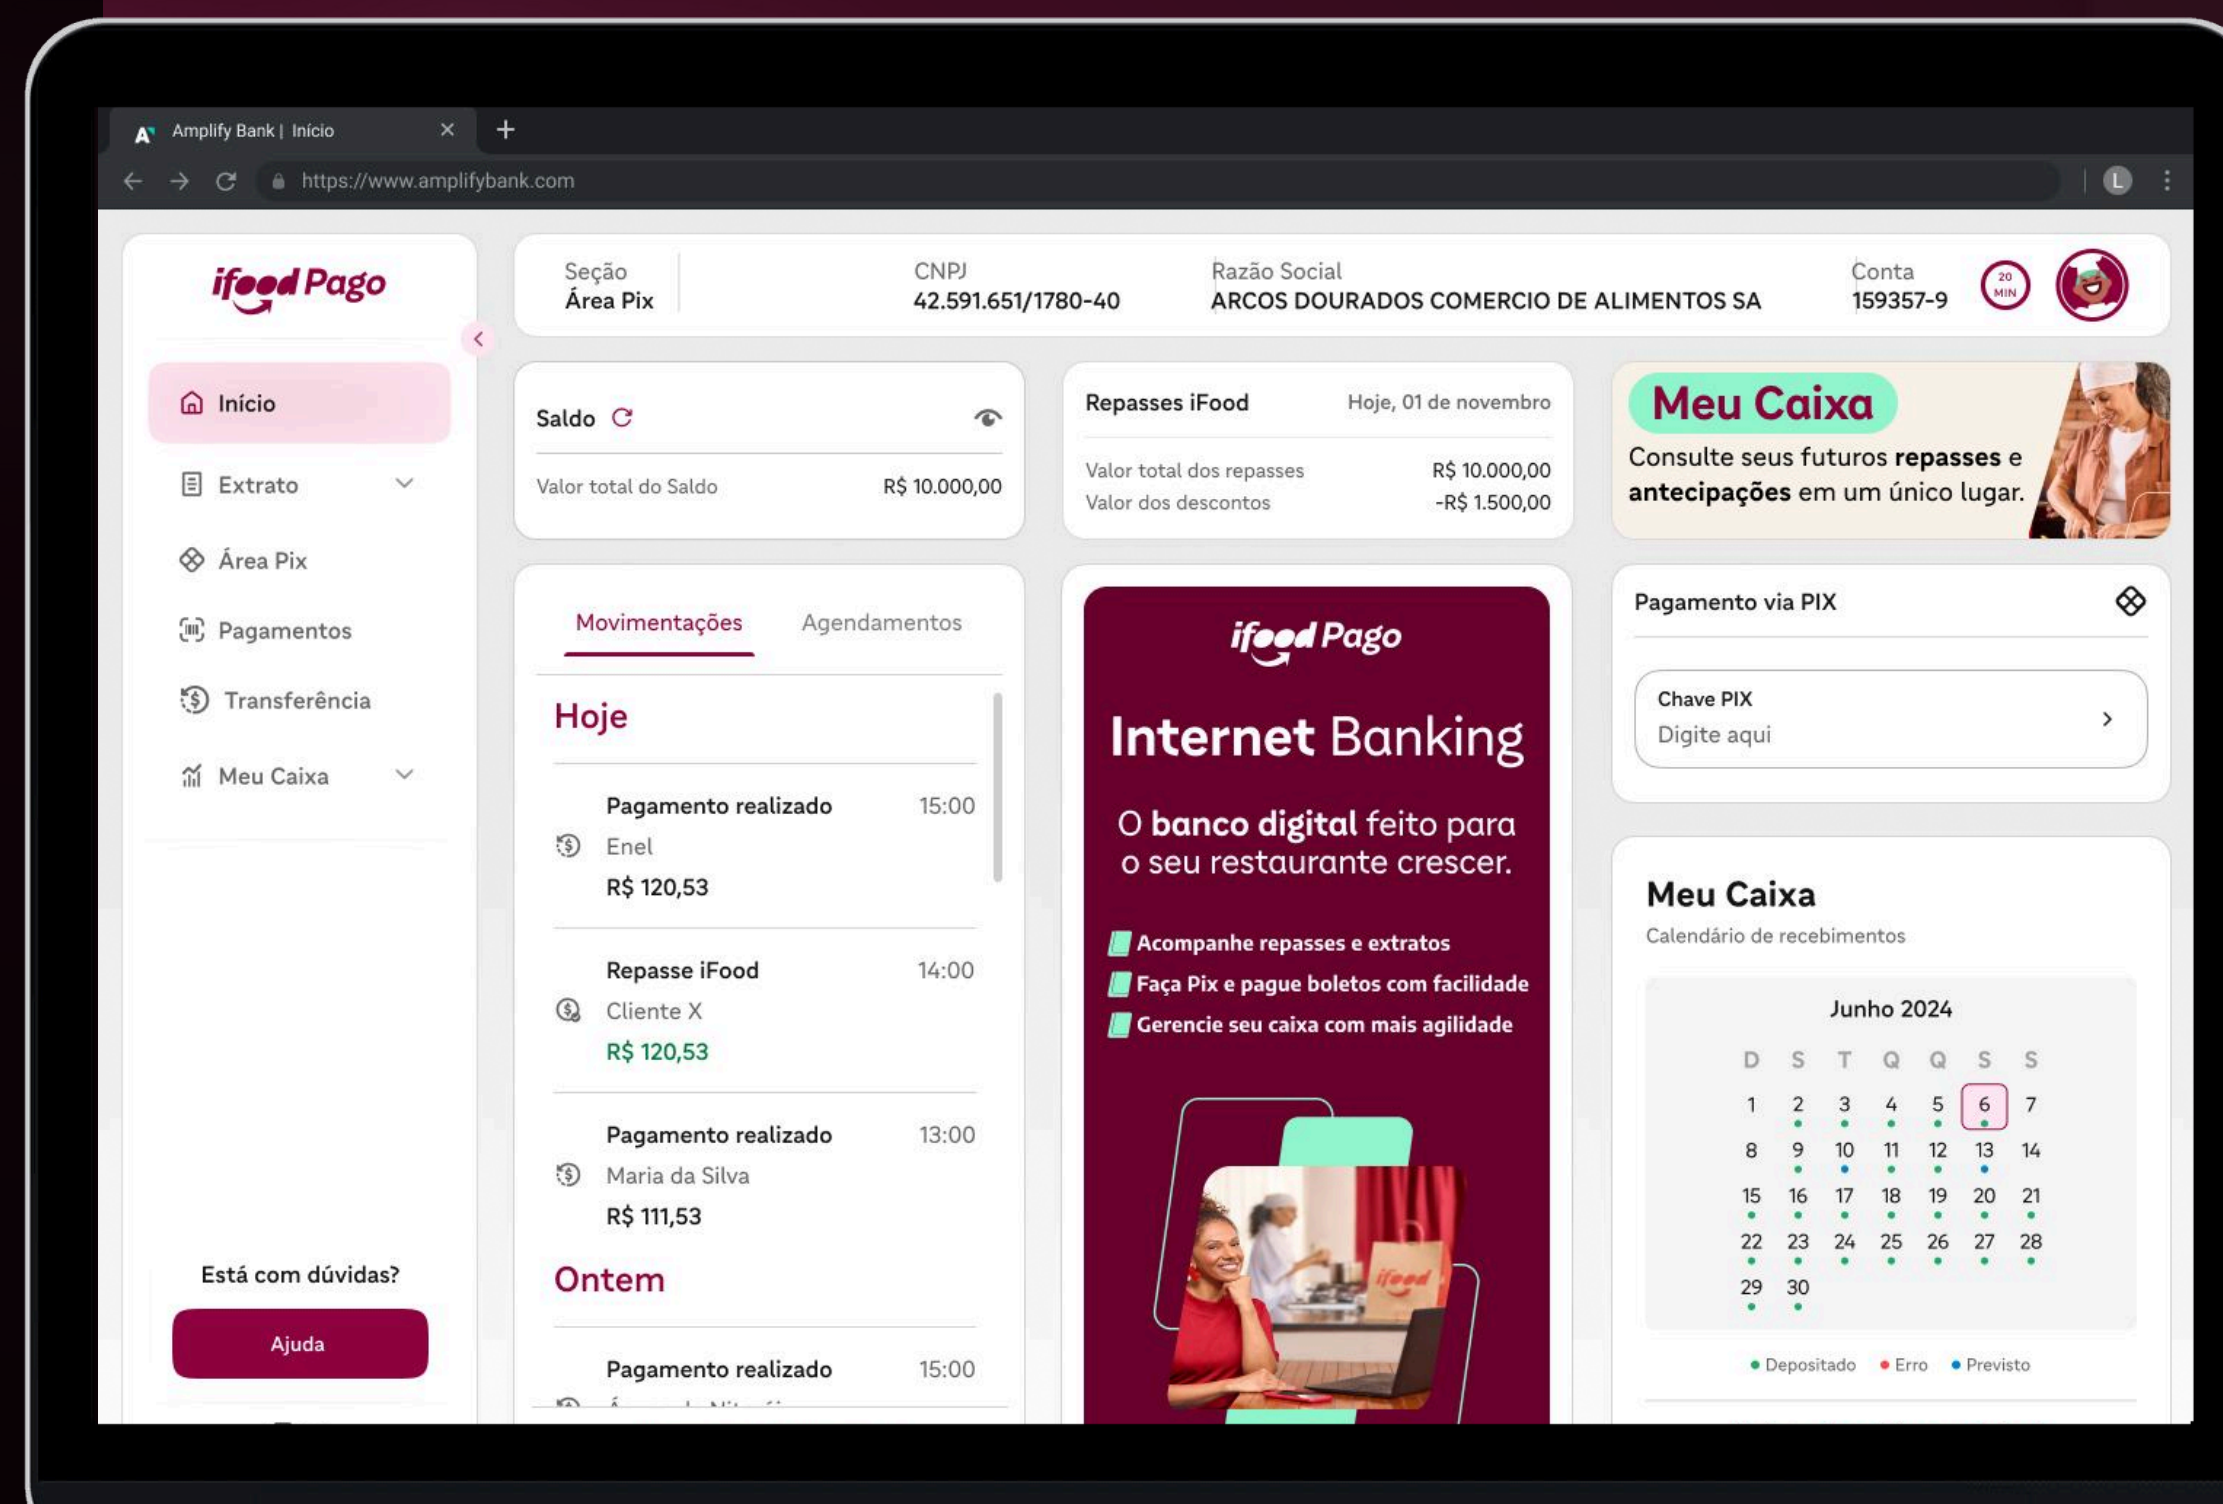 Amplify Bank | Início
https://www.amplifybank.com
L
ifood Pago
Início
Extrato
Área Pix
Pagamentos
Transferência
Meu Caixa
Está com dúvidas?
Ajuda
Seção
Área Pix
CNPJ
42.591.651/1780-40
Razão Social
ARCOS DOURADOS COMERCIO DE ALIMENTOS SA
Conta
159357-9
20
MIN
Saldo
Valor total do Saldo R$ 10.000,00
Repasses iFood Hoje, 01 de novembro
Valor total dos repasses R$ 10.000,00
Valor dos descontos -R$ 1.500,00
Meu Caixa
Consulte seus futuros repasses e
antecipações em um único lugar.
Movimentações Agendamentos
Hoje
Pagamento realizado 15:00
Enel
R$ 120,53
Repasse iFood 14:00
Cliente X
R$ 120,53
Pagamento realizado 13:00
Maria da Silva
R$ 111,53
Ontem
Pagamento realizado 15:00
ifood Pago
Internet Banking
O banco digital feito para
o seu restaurante crescer.
Acompanhe repasses e extratos
Faça Pix e pague boletos com facilidade
Gerencie seu caixa com mais agilidade
ifood
Pagamento via PIX
Chave PIX
Digite aqui
Meu Caixa
Calendário de recebimentos
Junho 2024
D S T Q Q S S
1 2 3 4 5 6 7
8 9 10 11 12 13 14
15 16 17 18 19 20 21
22 23 24 25 26 27 28
29 30
Depositado Erro Previsto